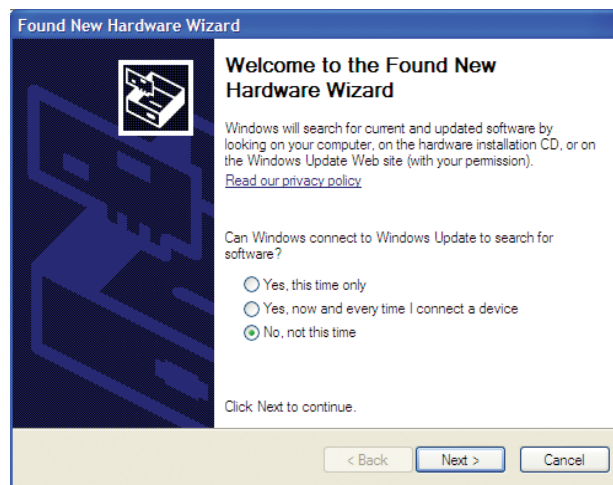 Found New Hardware Wizard
Welcome to the Found New
Hardware Wizard
Windows will search for current and updated software by
looking on your computer, on the hardware installation CD, or on
the Windows Update Web site (with your permission).
Read our privacy policy
Can Windows connect to Windows Update to search for
software?
Yes, this time only
Yes, now and every time I connect a device
No, not this time
Click Next to continue.
< Back Next > Cancel